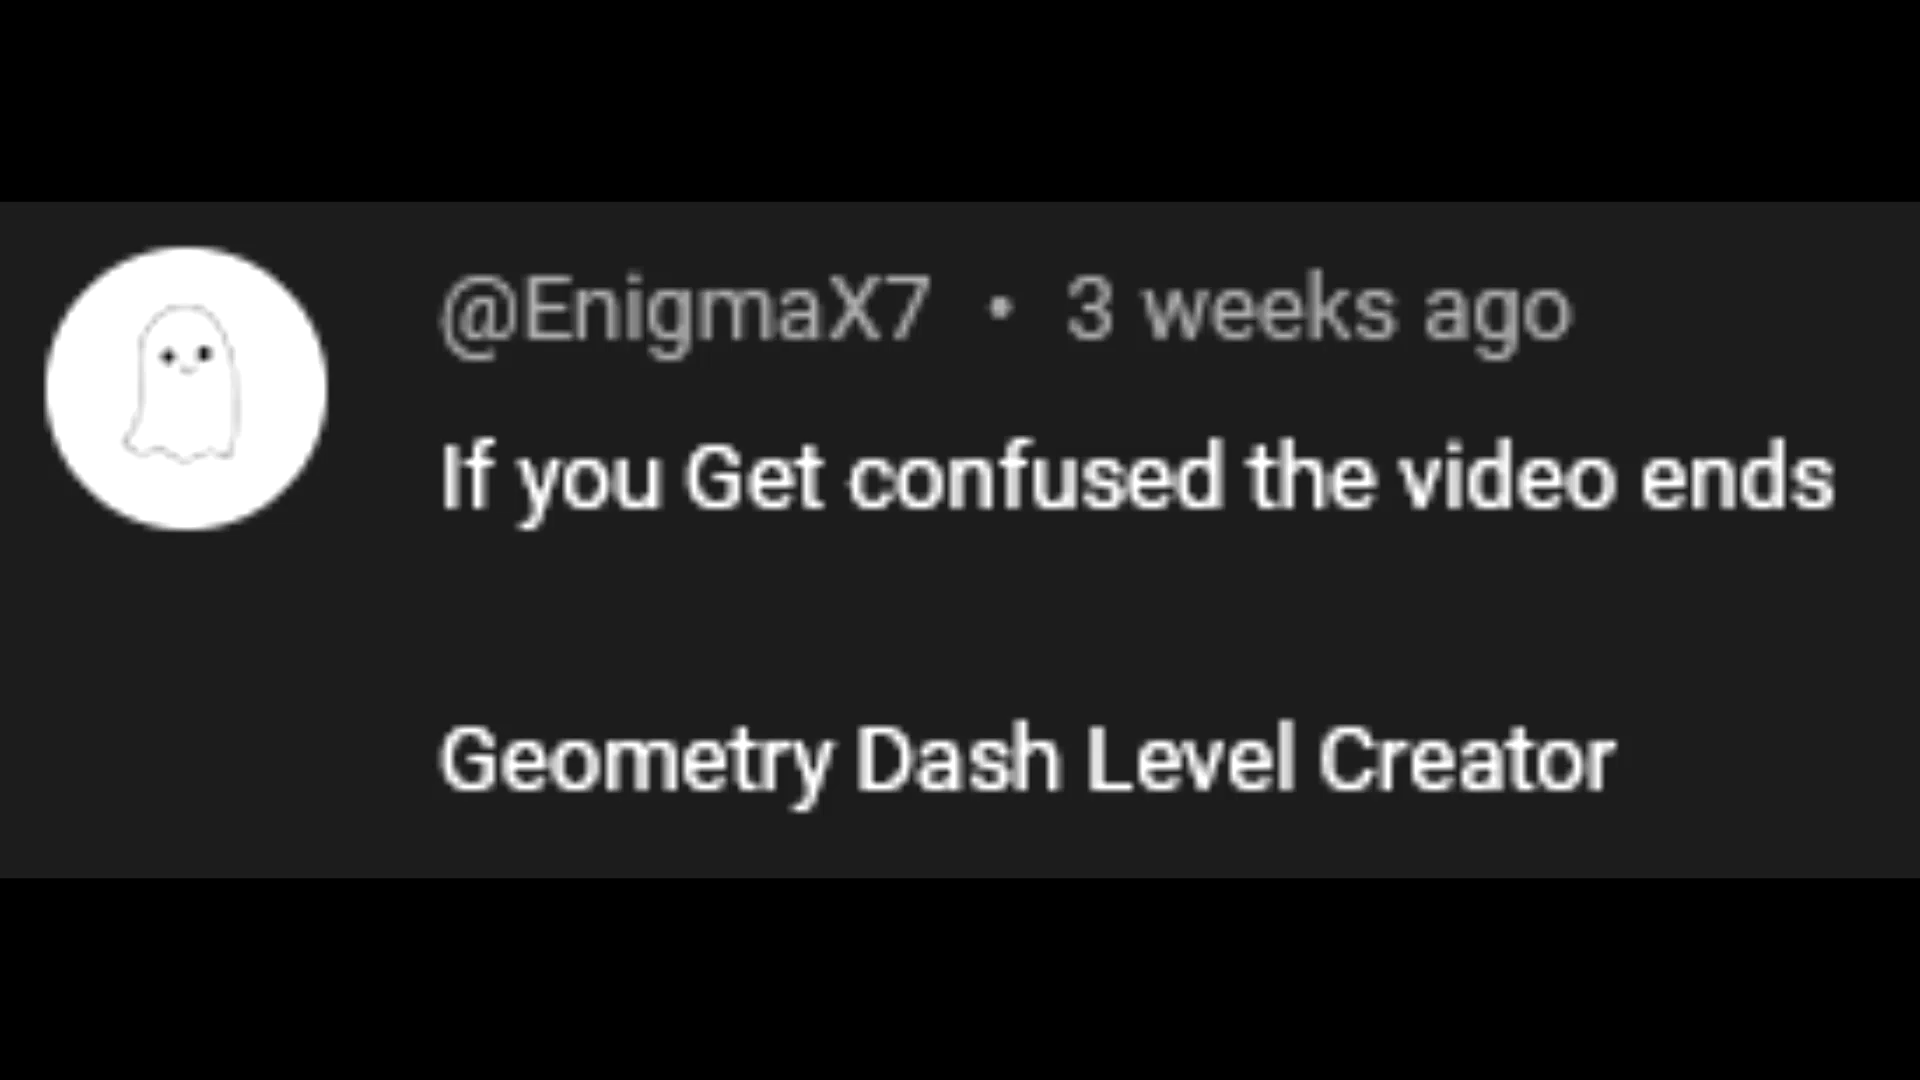 @EnigmaX7 • 3 weeks ago
If you Get confused the video ends
Geometry Dash Level Creator